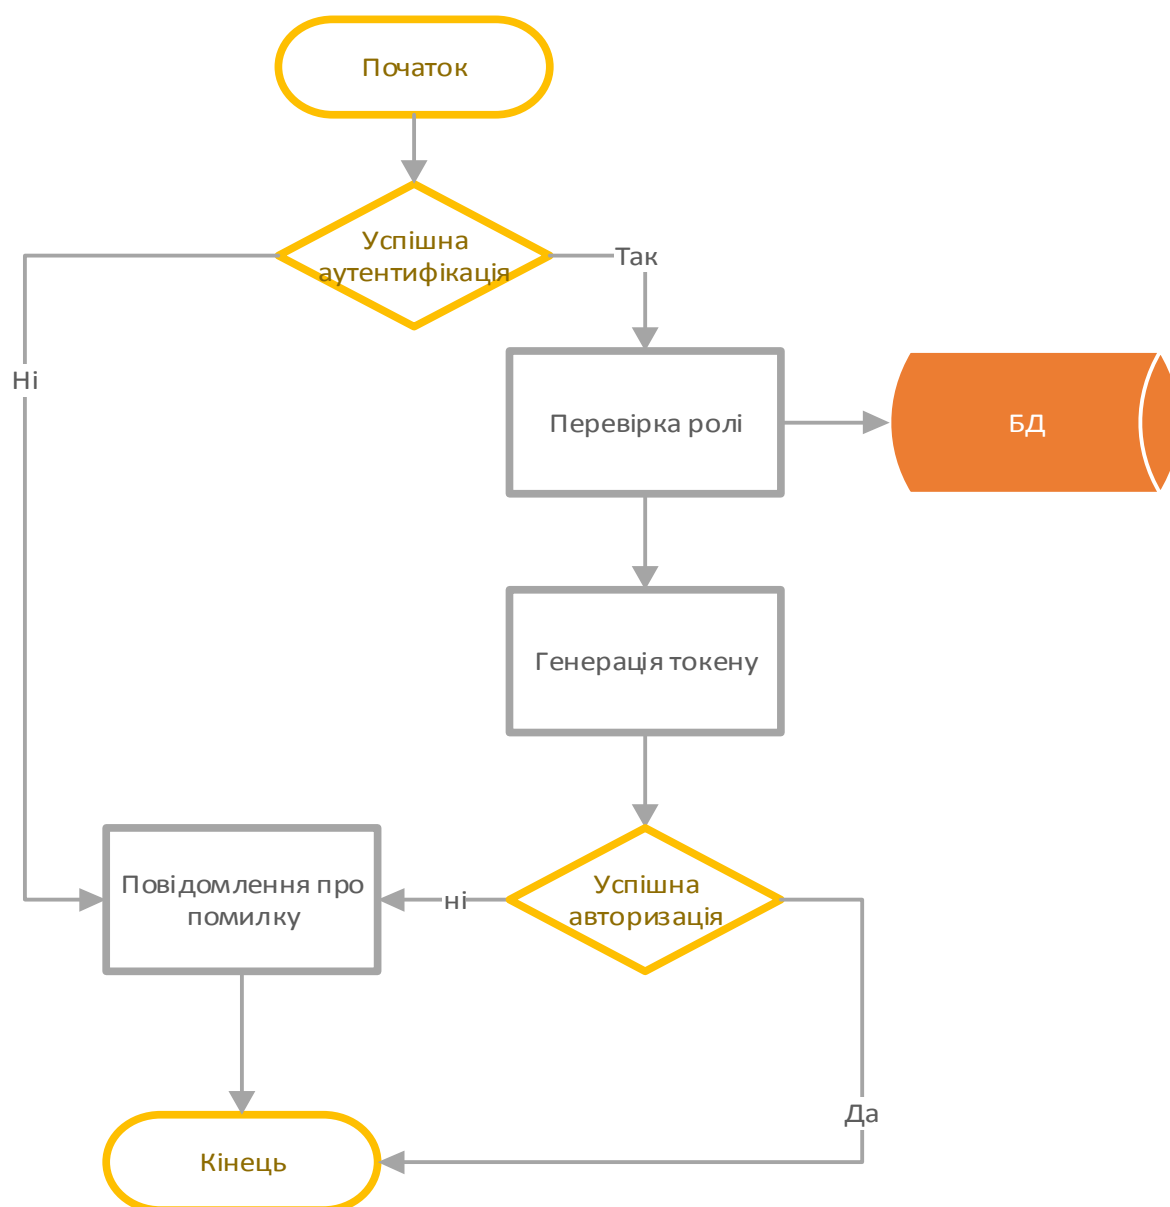 Початок
Успішна
аутентифікація
Так
Ні
Перевірка ролі
БД
Генерація токену
Повідомлення про
помилку
ні
Успішна
авторизація
Да
Кінець